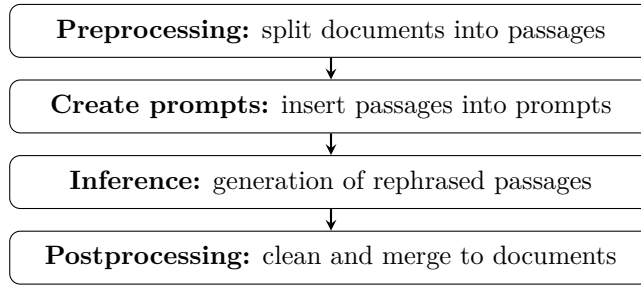 Preprocessing: split documents into passages
Create prompts: insert passages into prompts
Inference: generation of rephrased passages
Postprocessing: clean and merge to documents